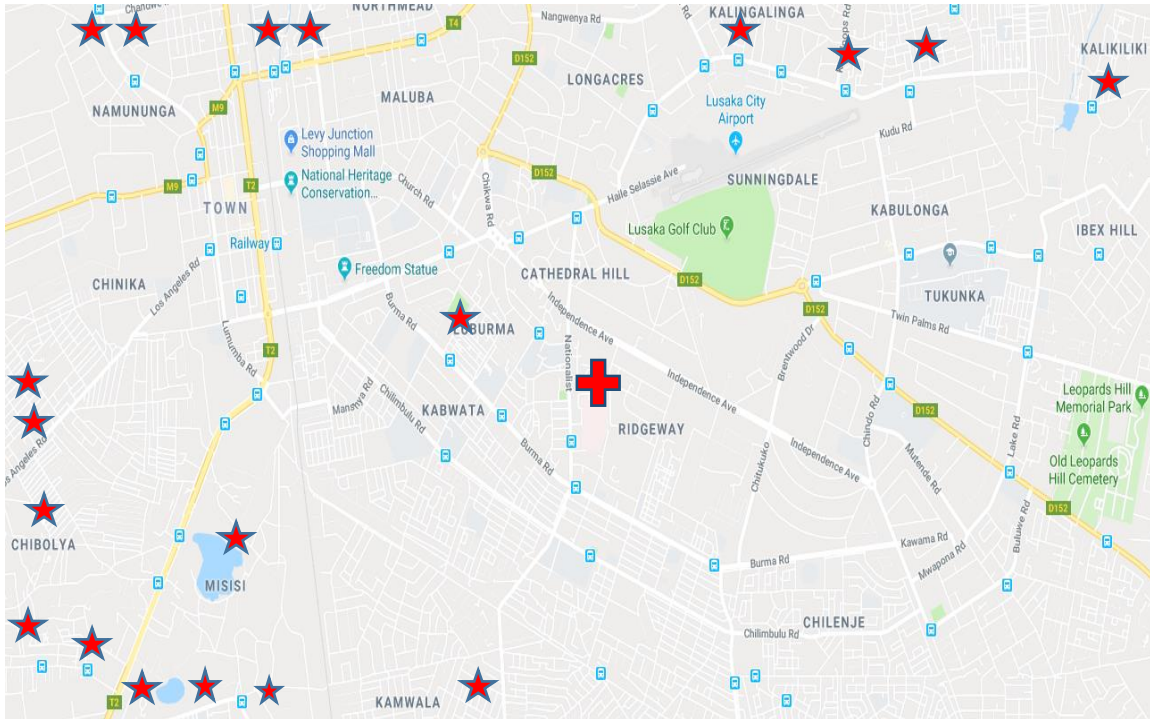 Chandwe
NORTHMEAD
T4
Nangwenya Rd
Rd
KALINGALINGA
Rd
KALIKILIKI
D152
LONGACRES
MALUBA
NAMUNUNGA
M9
Lusaka City
Airport
Levy Junction
Shopping Mall
Kudu Rd
D152
M9
T2
National Heritage
Conservation...
Church Rd
Chikwa Rd
Haile Selassie Ave
SUNNINGDALE
TOWN
KABULONGA
Lusaka Golf Club
IBEX HILL
Railway
Freedom Statue
CATHEDRAL HILL
D152
CHINIKA
Los Angeles Rd
TUKUNKA
Burma Rd
Independence Ave
D152
Twin Palms Rd
Lumumba Rd
T2
Nationalist
Brentwood Dr
Independence Ave
Leopards Hill
Memorial Park
Chilimbulu Rd
KABWATA
D152
RIDGEWAY
Chindo Rd
Lake Rd
Burma Rd
Independence Ave
Chitukuko
Mutende Rd
Old Leopards
Hill Cemetery
D152
Buluwe Rd
CHIBOLYA
Kawama Rd
Mwapona Rd
Burma Rd
MISISI
CHILENJE
Chilimbulu Rd
T2
KAMWALA